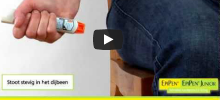 Stoot stevig in het dijbeen
EPIPEN® EPIPEN® JUNIOR